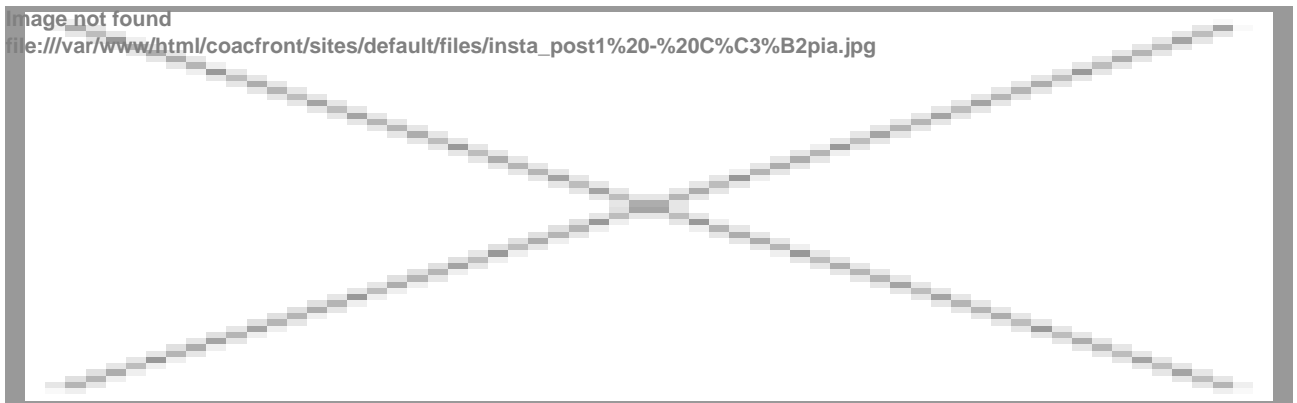 Image not found
file:///var/www/html/coacfront/sites/default/files/insta_post1%20-%20C%C3%B2pia.jpg